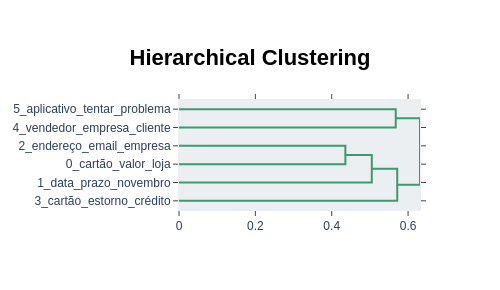 Hierarchical Clustering
5_aplicativo_tentar_problema
4_vendedor_empresa_cliente
2_endereço_email_empresa
0_cartão_valor_loja
1_data_prazo_novembro
3_cartão_estorno_crédito
0 0.2 0.4 0.6